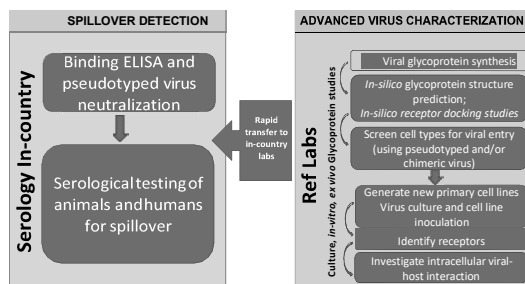 SPILLOVER DETECTION
Serology In-country
Binding ELISA and
pseudotyped virus
neutralization
Serological testing of
animals and humans
for spillover
Rapid
transfer to
in-country
labs
ADVANCED VIRUS CHARACTERIZATION
Ref Labs
Culture, in-vitro, ex vivo Glycoprotein studies
Viral glycoprotein synthesis
In-silico glycoprotein structure
prediction;
In-silico receptor docking studies
Screen cell types for viral entry
(using pseudotyped and/or
chimeric virus)
Generate new primary cell lines
Virus culture and cell line
inoculation
Identify receptors
Investigate intracellular viral-
host interaction